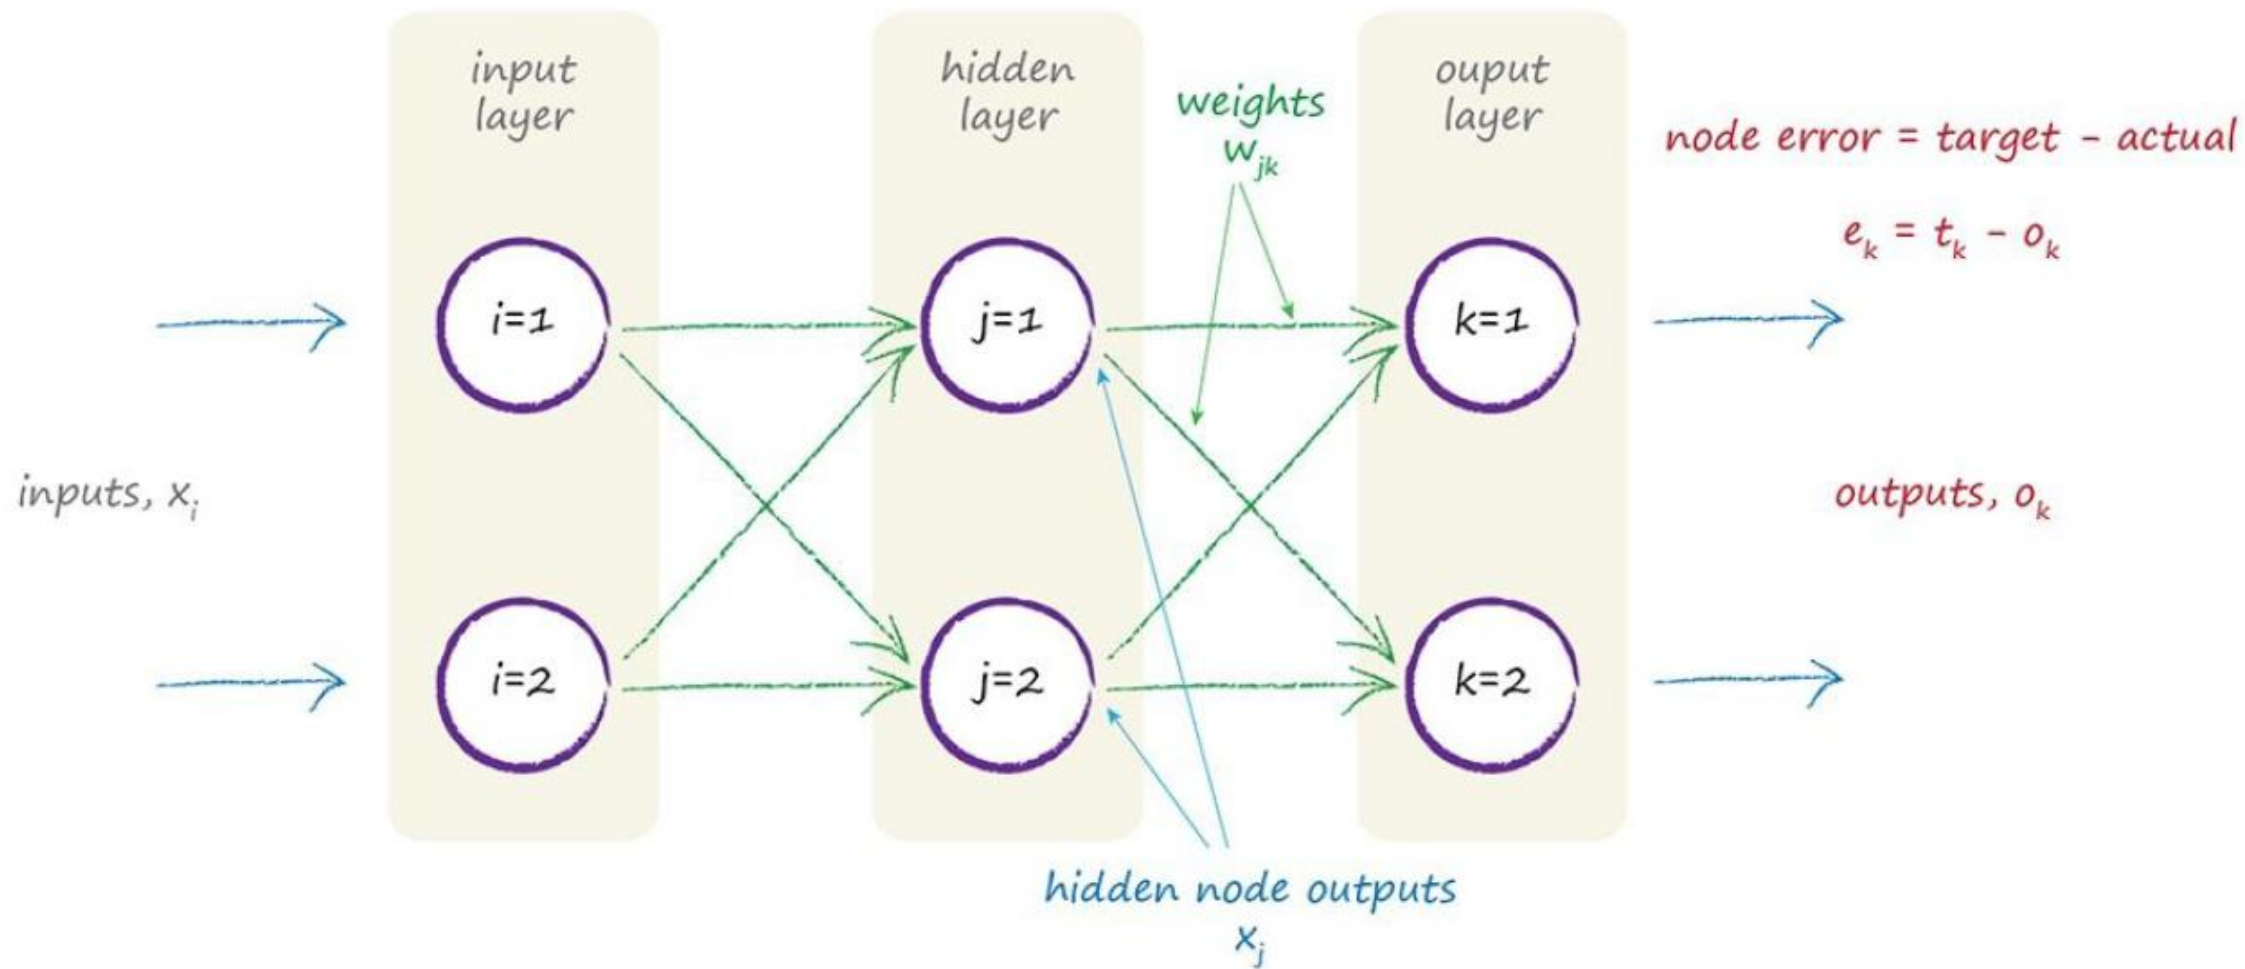 input
layer
hidden
layer
weights
w_jk
ouput
layer
node error = target - actual
e_k = t_k - o_k
i=1
j=1
k=1
inputs, x_i
outputs, o_k
i=2
j=2
k=2
hidden node outputs
x_j